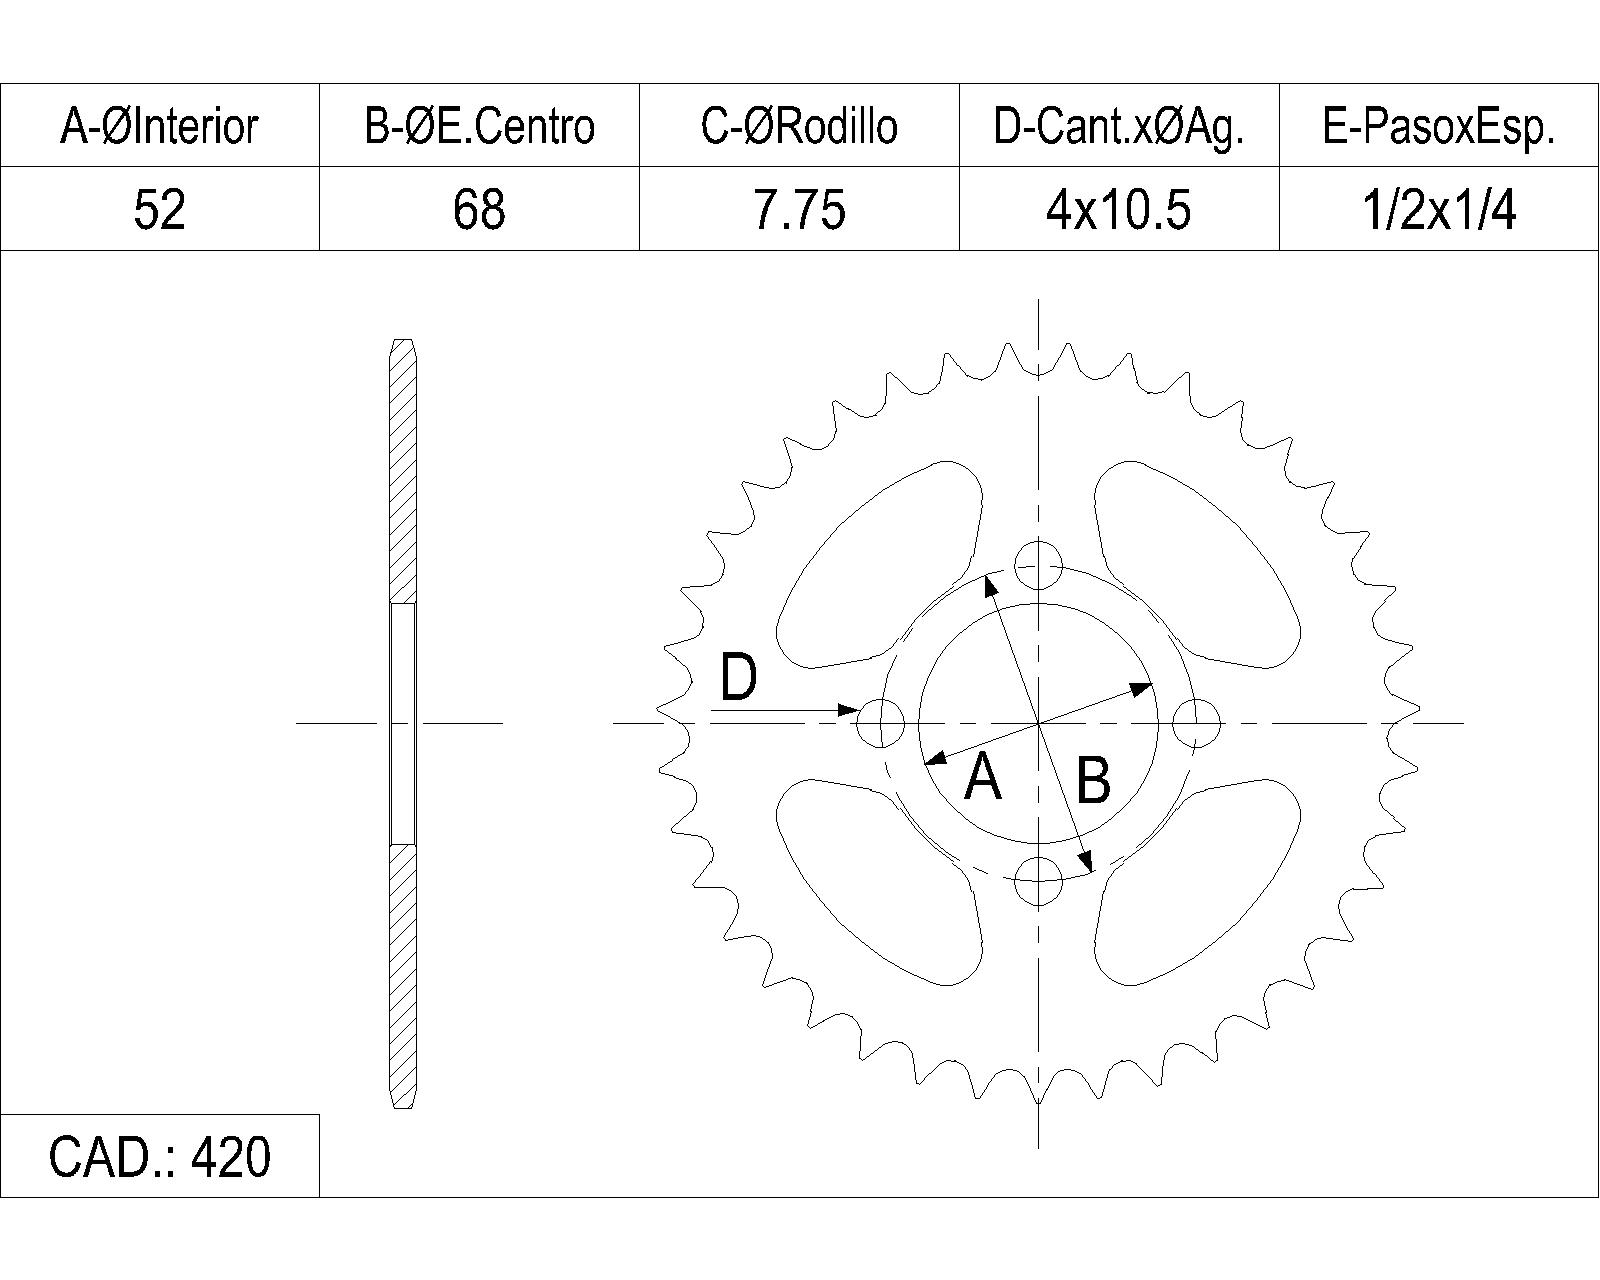 A-ØInterior B-ØE.Centro C-ØRodillo D-Cant.xØAg. E-PasoxEsp.
52 68 7.75 4x10.5 1/2x1/4
D
A B
CAD.: 420